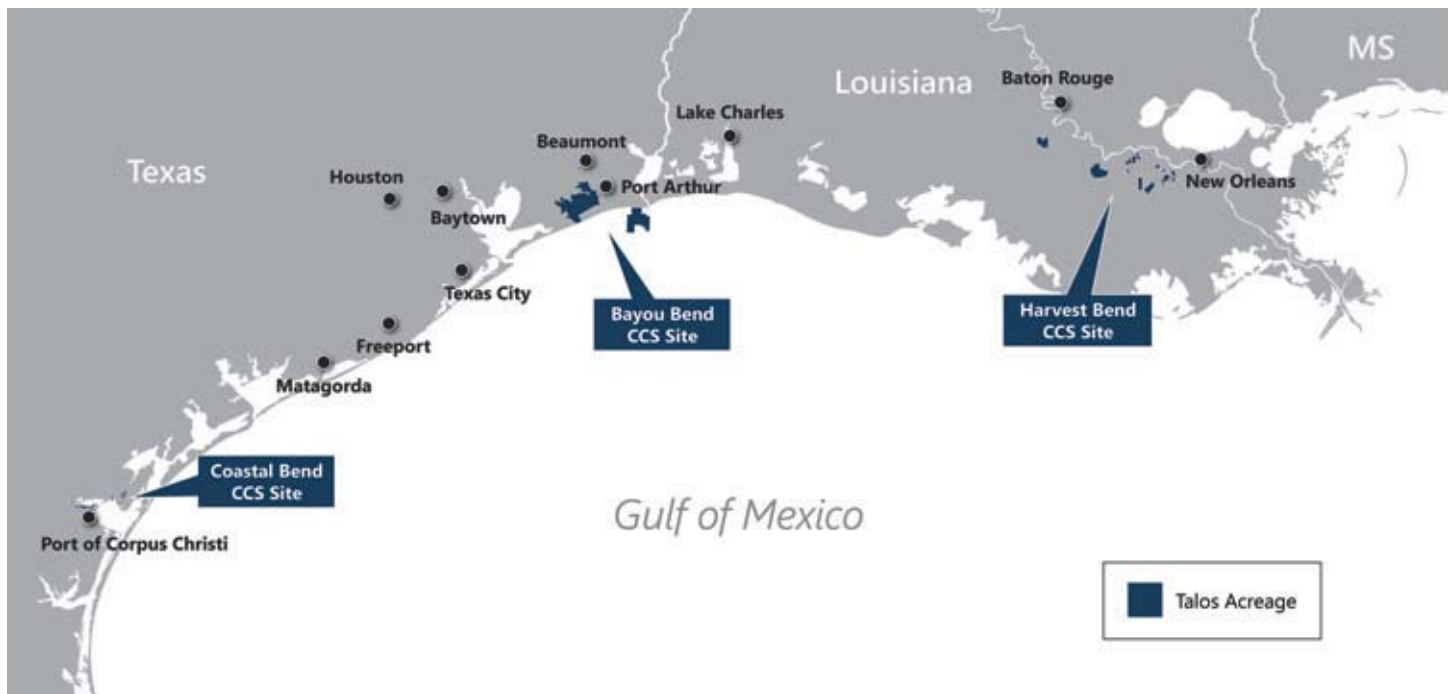 MS
Louisiana
Baton Rouge
Lake Charles
Beaumont
Texas
Houston
Port Arthur
New Orleans
Baytown
Texas City
Bayou Bend
CCS Site
Harvest Bend
CCS Site
Freeport
Matagorda
Coastal Bend
CCS Site
Gulf of Mexico
Port of Corpus Christi
Talos Acreage